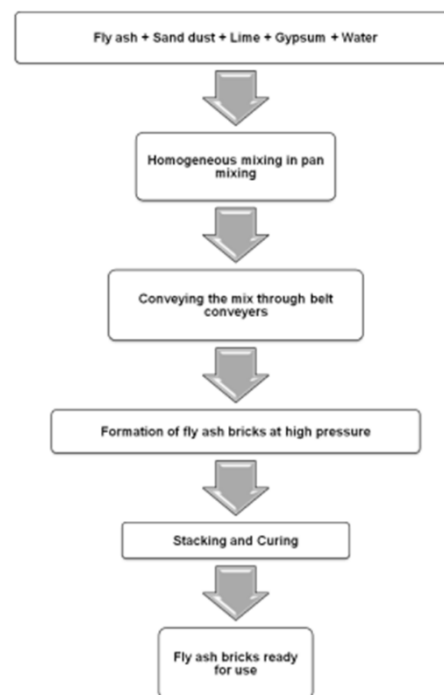 Fly ash + Sand dust + Lime + Gypsum + Water
Homogeneous mixing in pan
mixing
Conveying the mix through belt
conveyers
Formation of fly ash bricks at high pressure
Stacking and Curing
Fly ash bricks ready
for use